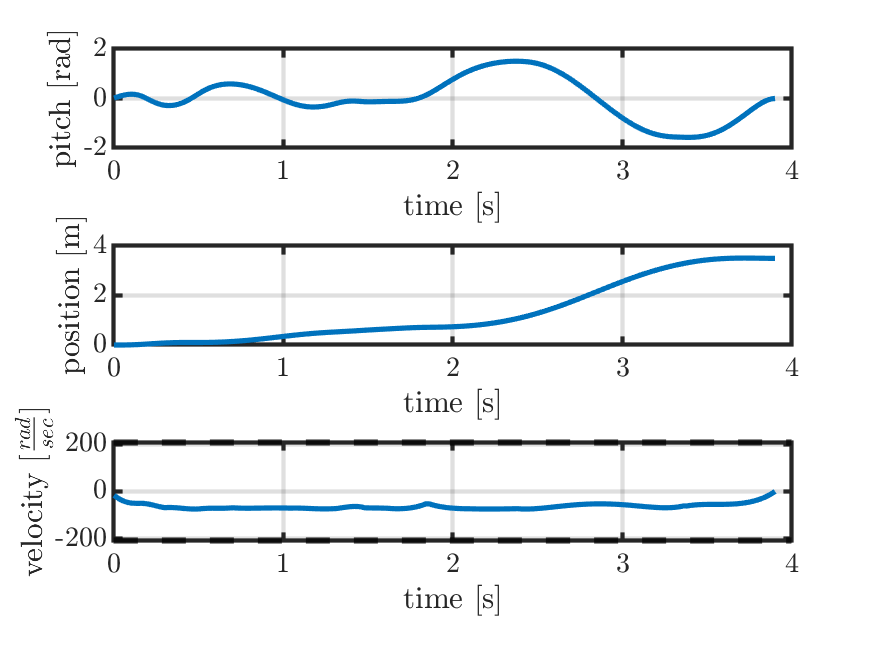 pitch [rad]
2
0
-2
0 1 2 3 4
time [s]
position [m]
4
2
0
0 1 2 3 4
time [s]
velocity [rad/sec]
200
0
-200
0 1 2 3 4
time [s]